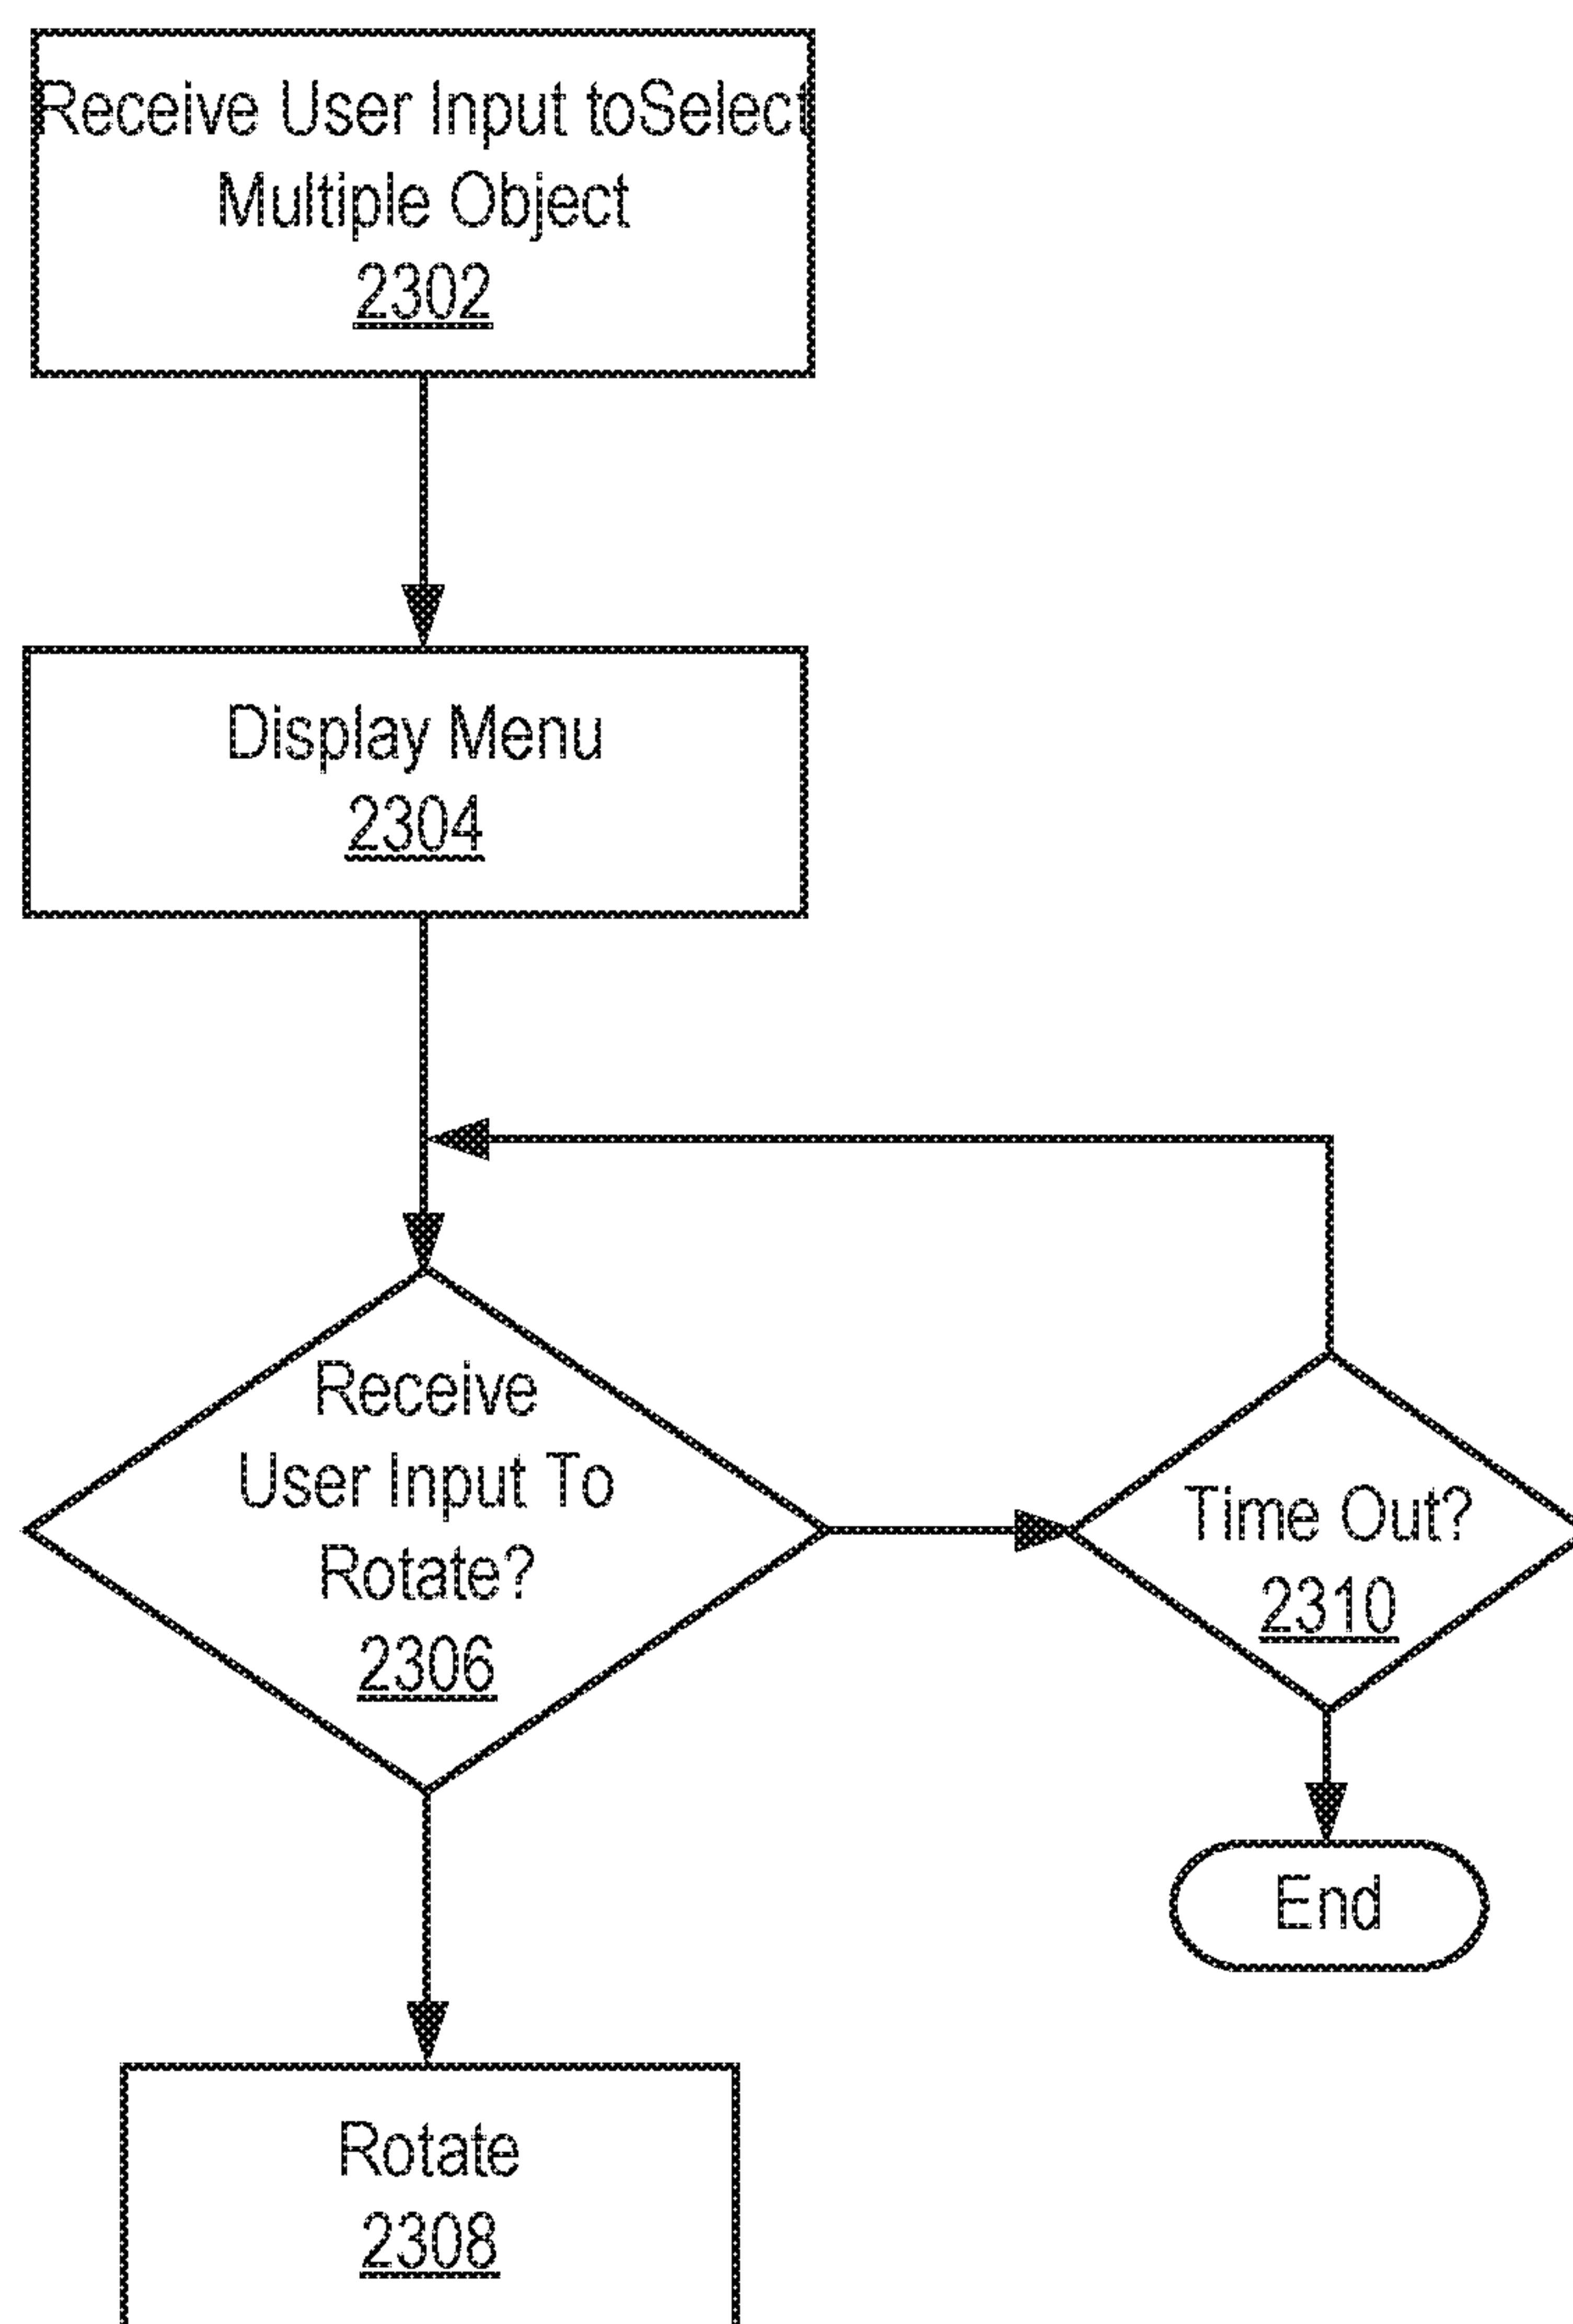 Receive User Input toSelect
Multiple Object
2302
Display Menu
2304
Receive
User Input To
Rotate?
2306
Time Out?
2310
End
Rotate
2308